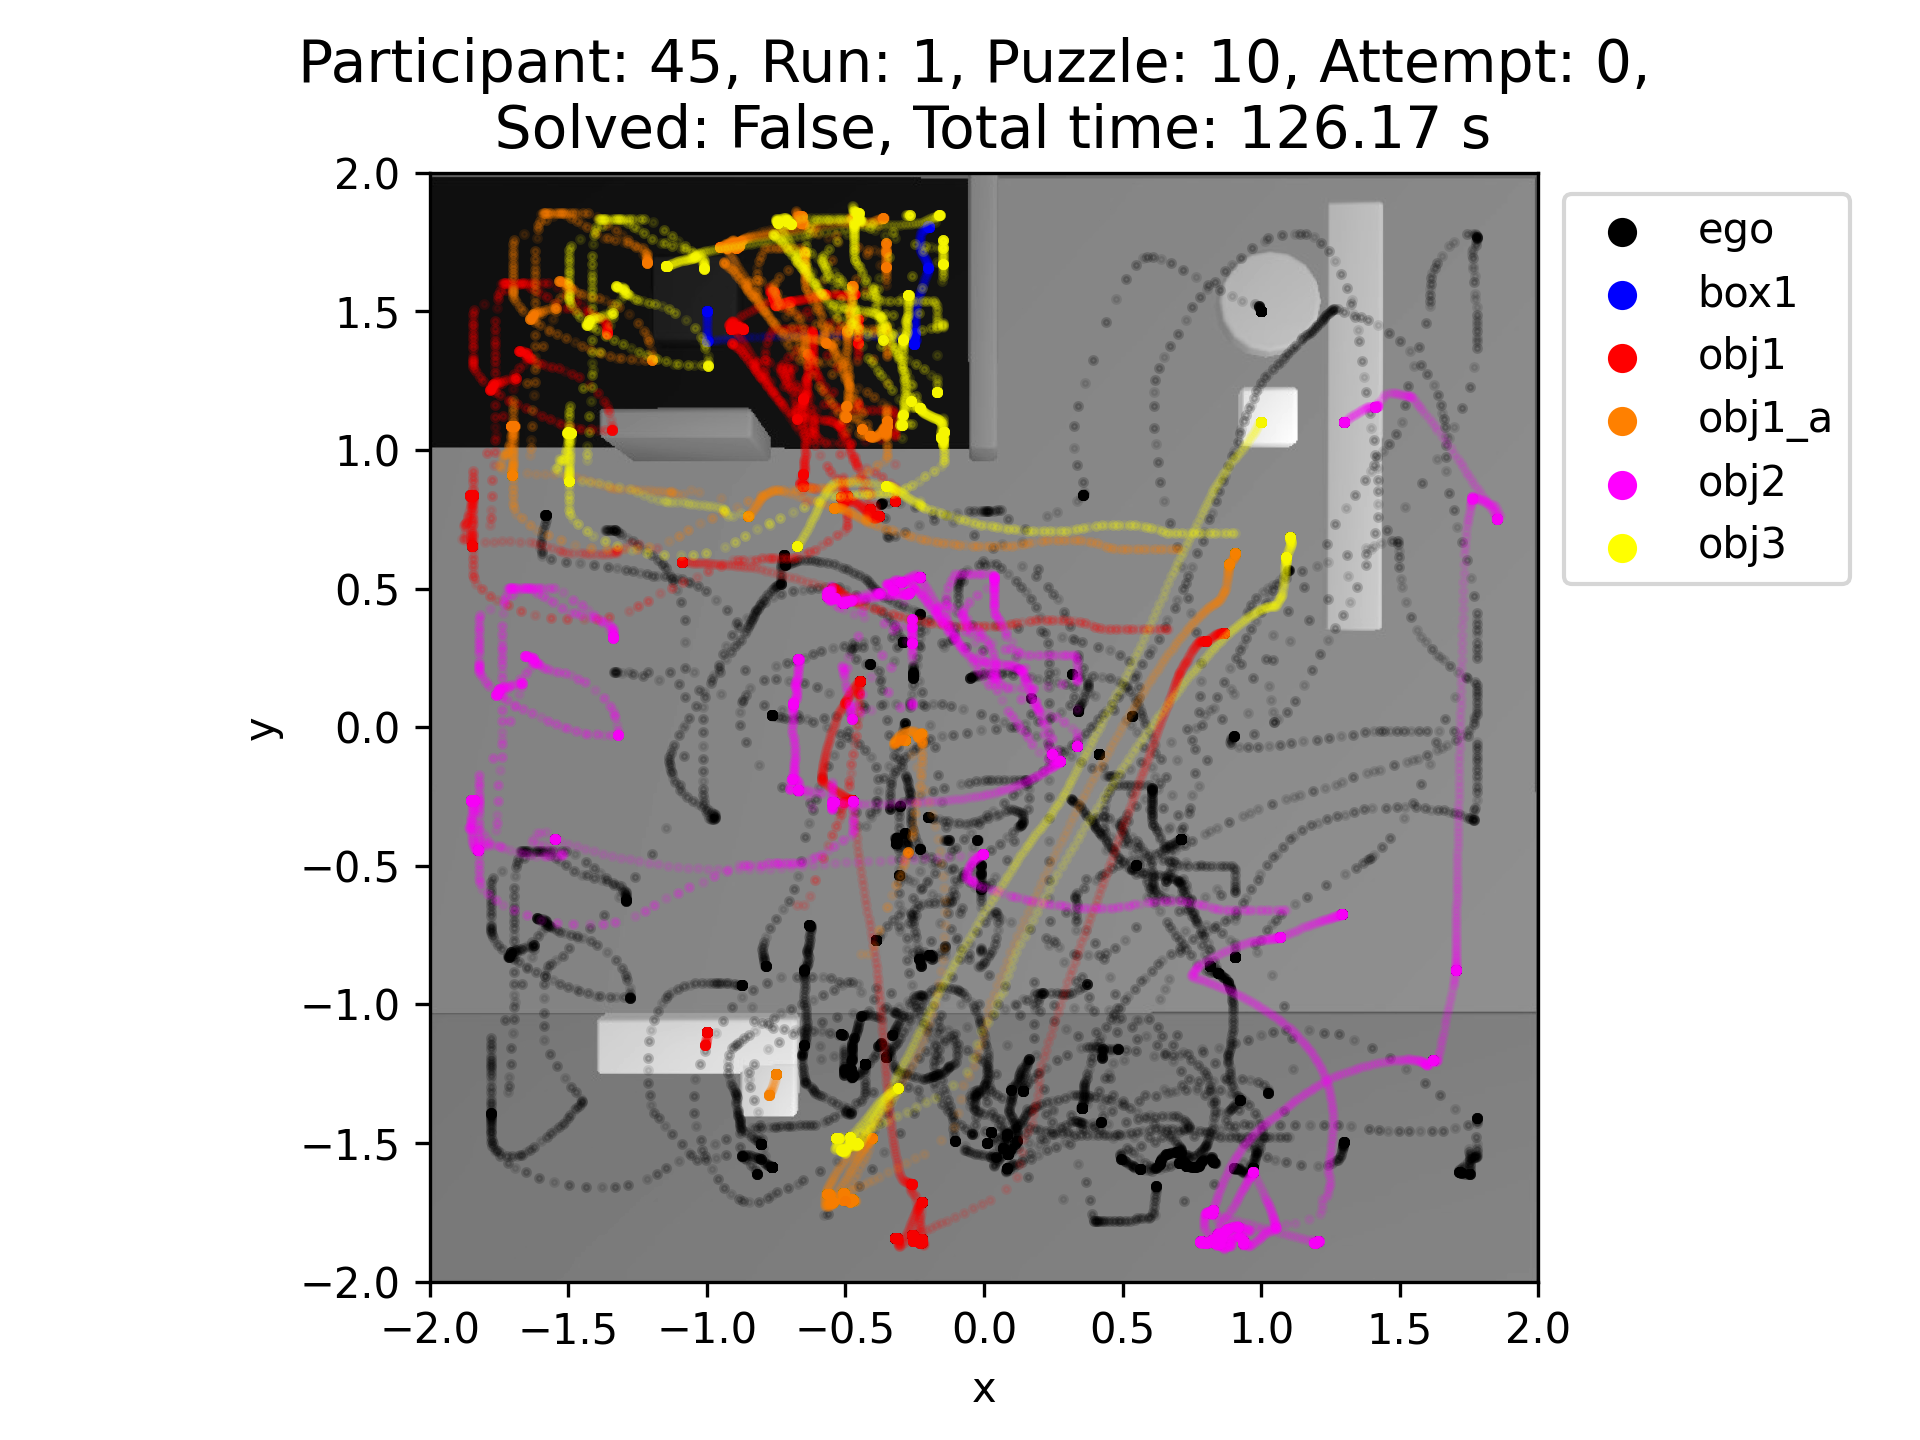 Participant: 45, Run: 1, Puzzle: 10, Attempt: 0,
Solved: False, Total time: 126.17 s
2.0
1.5
1.0
0.5
0.0
−0.5
−1.0
−1.5
−2.0
y
−2.0 −1.5 −1.0 −0.5 0.0 0.5 1.0 1.5 2.0
x
ego
box1
obj1
obj1_a
obj2
obj3